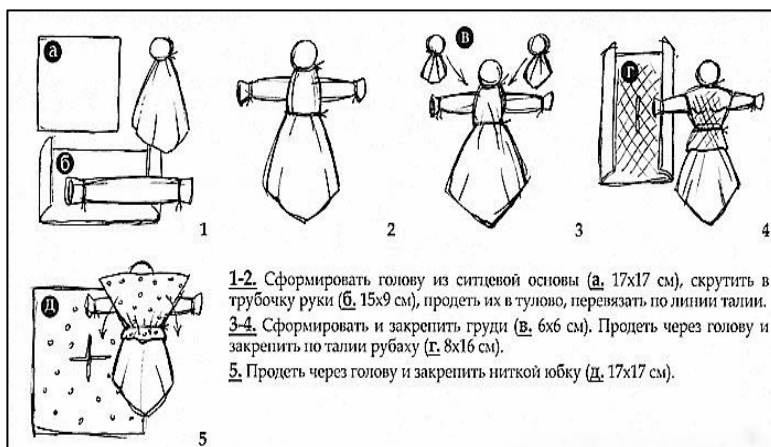 а
б
1
2
в
3
г
4
д
5
1-2. Сформировать голову из ситцевой основы (а. 17х17 см), скрутить в
трубочку руки (б. 15х9 см), продеть их в тулово, перевязать по линии талии.
3-4. Сформировать и закрепить груди (в. 6х6 см). Продеть через голову и
закрепить по талии рубаху (г. 8х16 см).
5. Продеть через голову и закрепить ниткой юбку (д. 17х17 см).